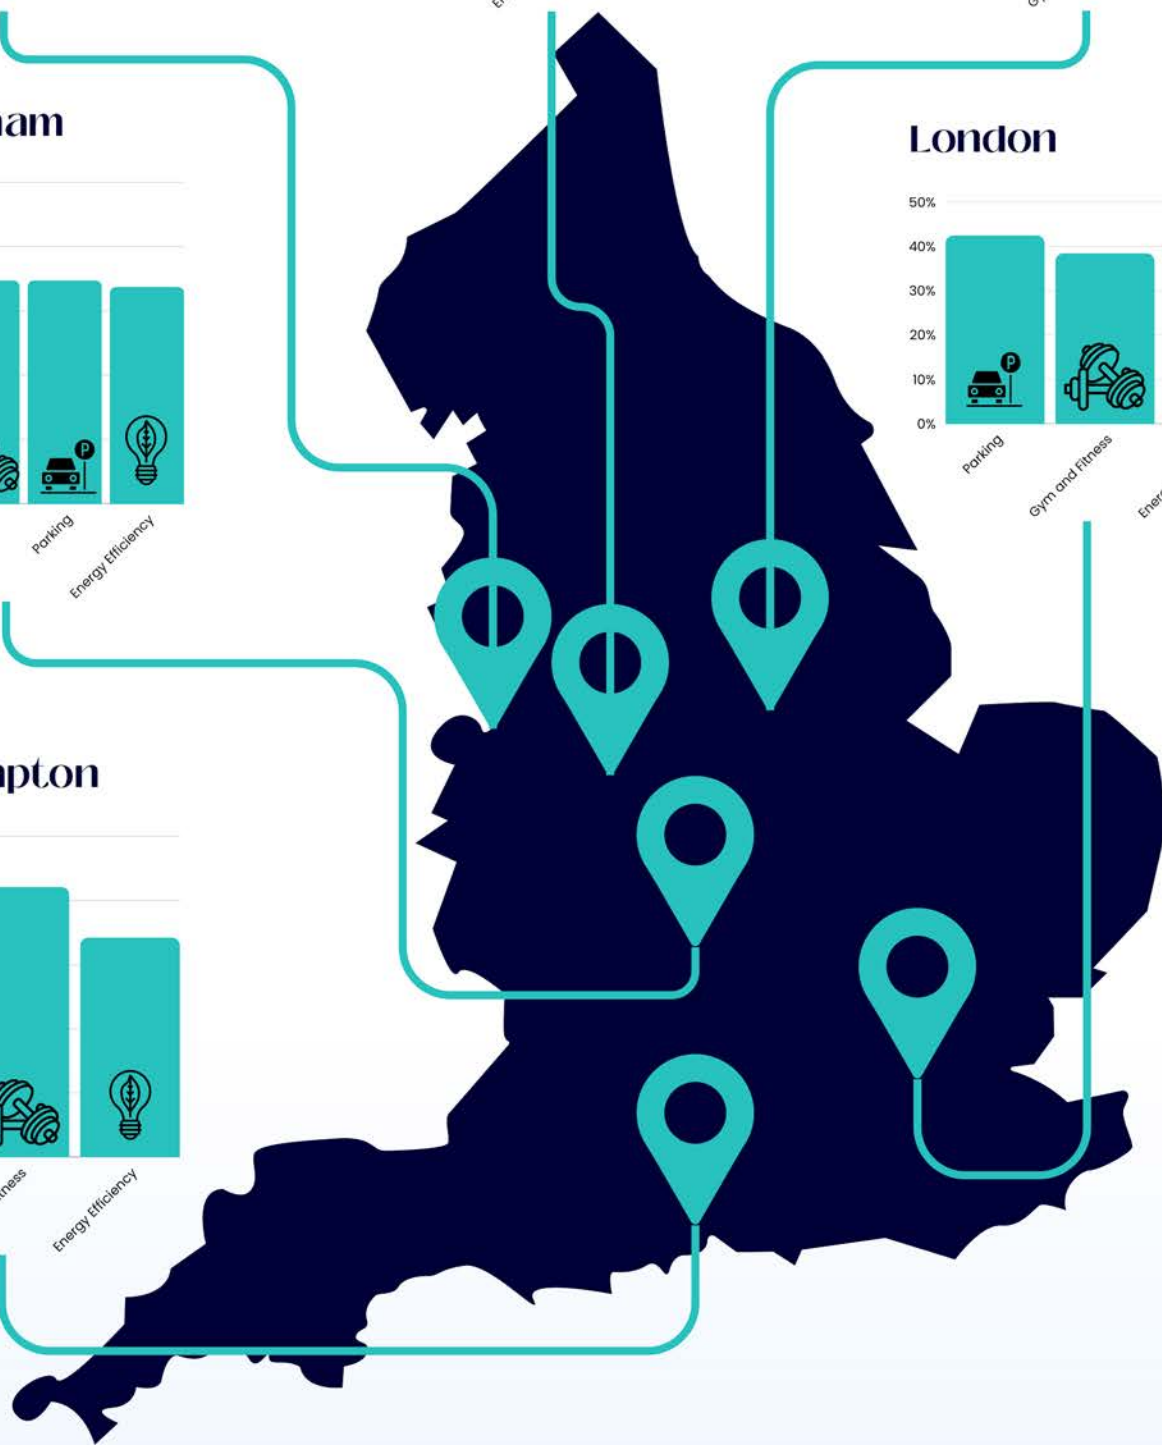 London
50%
40%
30%
20%
10%
0%
Parking
Gym and Fitness
P
P
Parking
Energy Efficiency
Energy Efficiency